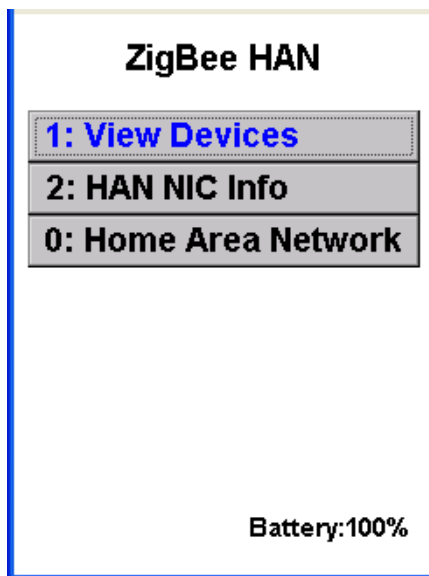 ZigBee HAN
1: View Devices
2: HAN NIC Info
0: Home Area Network
Battery:100%